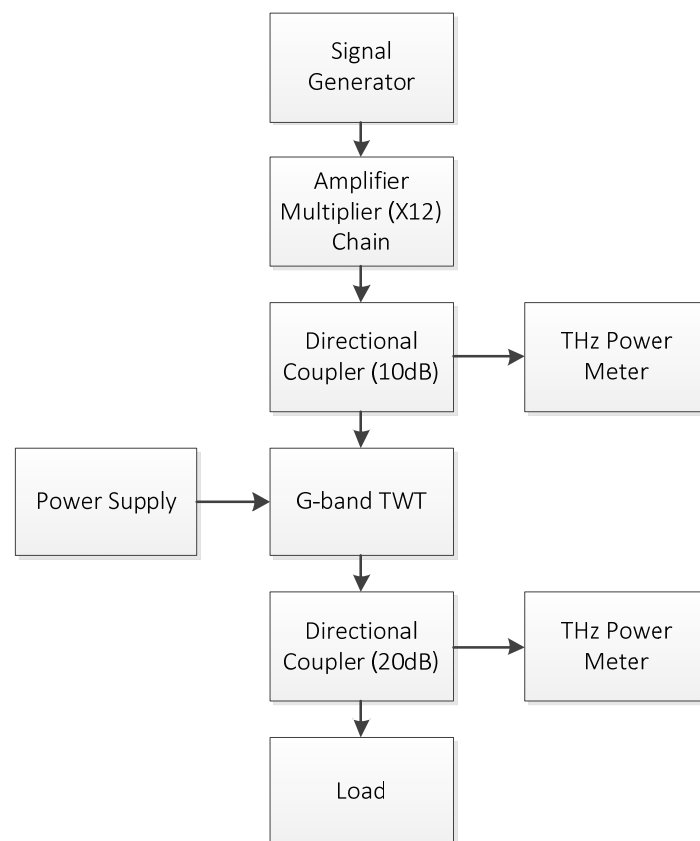 Signal
Generator
Amplifier
Multiplier (X12)
Chain
Directional
Coupler (10dB)
THz Power
Meter
Power Supply
G-band TWT
Directional
Coupler (20dB)
THz Power
Meter
Load